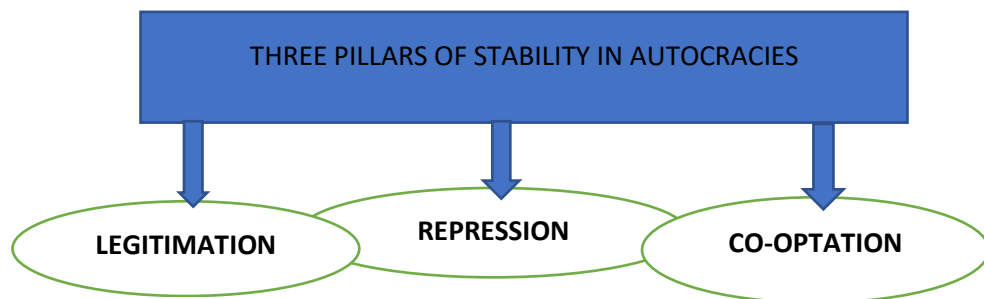 THREE PILLARS OF STABILITY IN AUTOCRACIES
LEGITIMATION
REPRESSION
CO-OPTATION